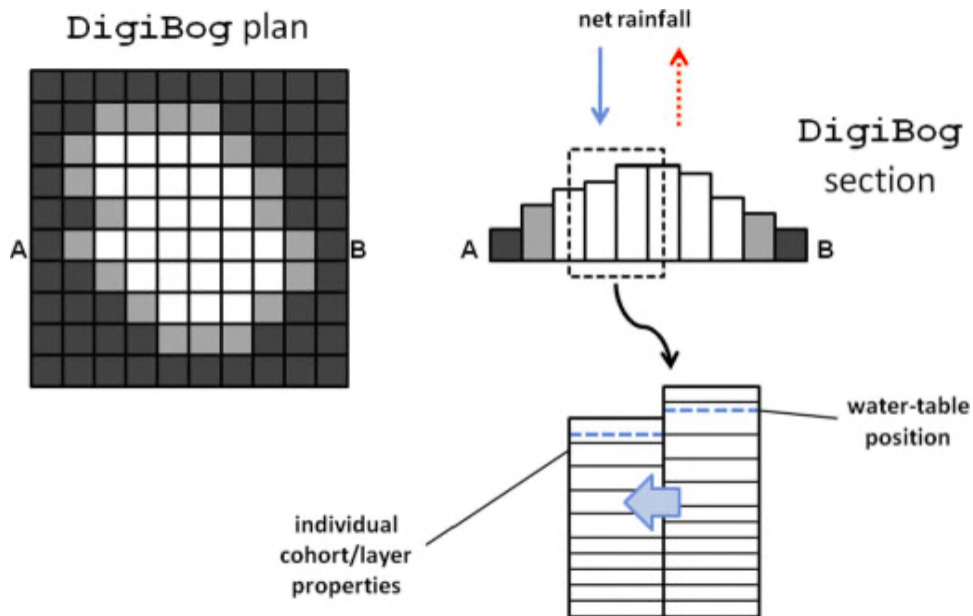 DigiBog plan
net rainfall
DigiBog
section
A
B
A
B
water-table
position
individual
cohort/layer
properties